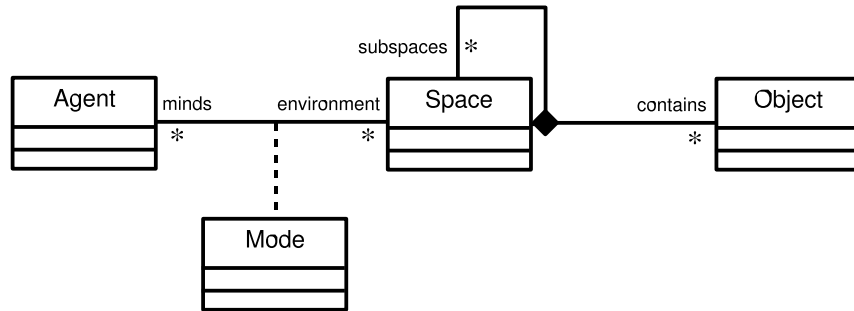 subspaces *
Agent
minds
environment
Space
contains
Object
*
*
*
Mode